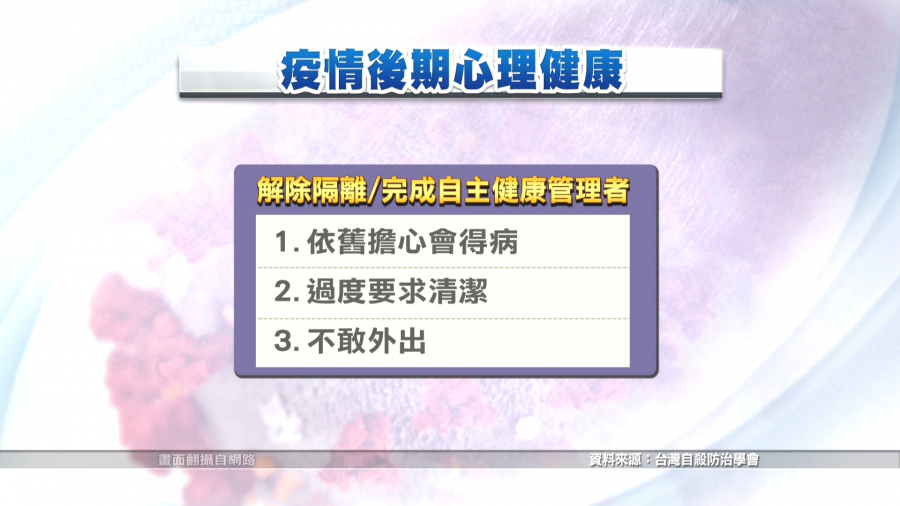 疫情後期心理健康
解除隔離/完成自主健康管理者
1. 依舊擔心會得病
2. 過度要求清潔
3. 不敢外出
畫面翻攝自網路
資料來源：台灣自殺防治學會